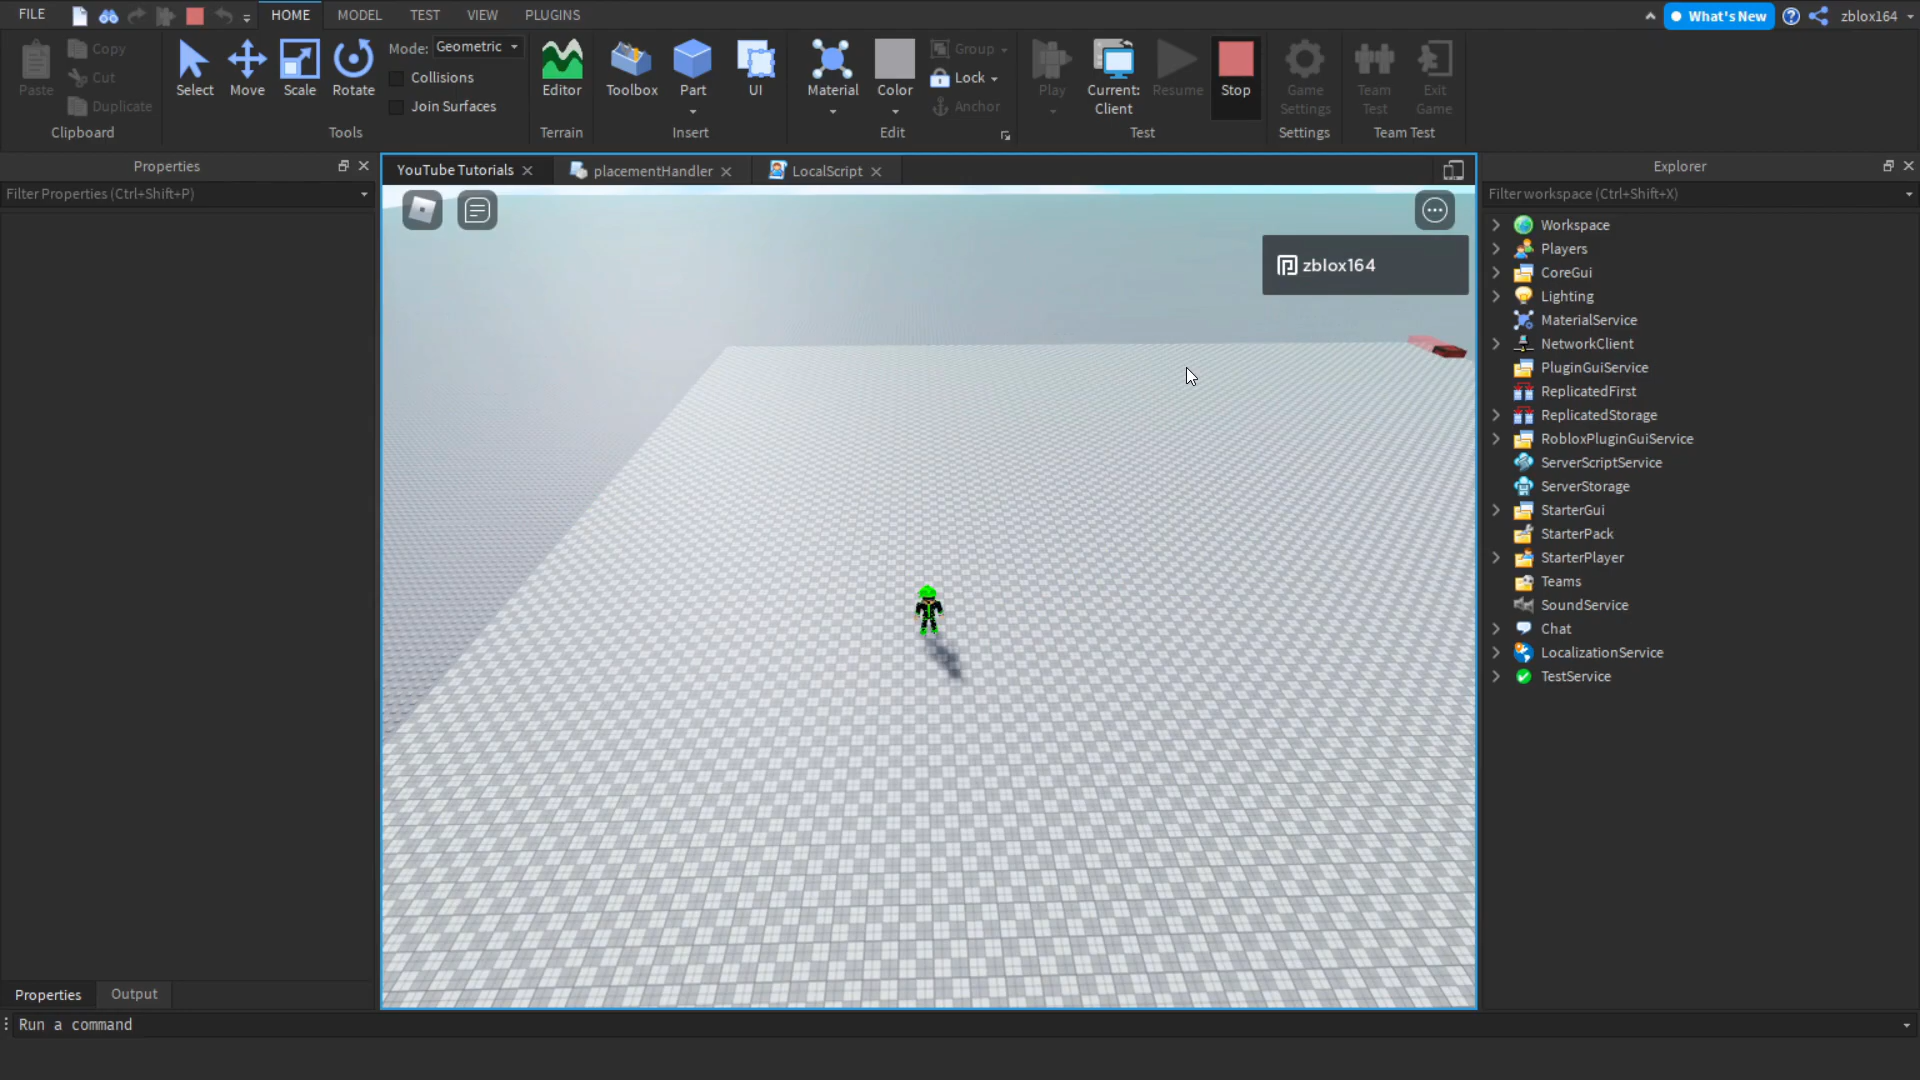 FILE HOME MODEL TEST VIEW PLUGINS What's New zblox164
Paste Copy Cut Duplicate Clipboard
Select Move Scale Rotate Mode: Geometric Collisions Join Surfaces Tools
Editor Terrain
Toolbox Part UI Insert
Material Color Group Lock Anchor Edit
Play Current: Client Resume Stop Test
Game Settings Settings
Team Test Exit Game Team Test
Properties
Filter Properties (Ctrl+Shift+P)
YouTube Tutorials placementHandler LocalScript
zblox164
Explorer
Filter workspace (Ctrl+Shift+X)
Workspace
Players
CoreGui
Lighting
MaterialService
NetworkClient
PluginGuiService
ReplicatedFirst
ReplicatedStorage
RobloxPluginGuiService
ServerScriptService
ServerStorage
StarterGui
StarterPack
StarterPlayer
Teams
SoundService
Chat
LocalizationService
TestService
Properties Output
Run a command